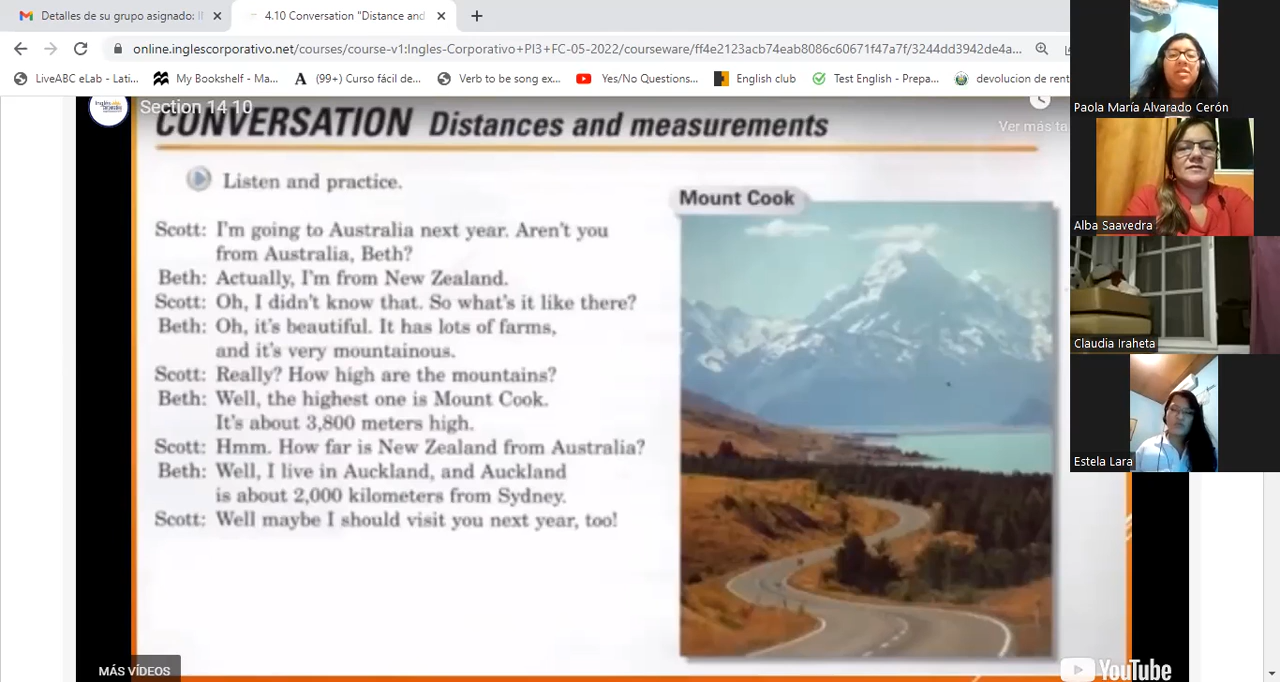 Detalles de su grupo asignado: II
4.10 Conversation "Distance and
online.inglescorporativo.net/courses/course-v1:Ingles-Corporativo+PI3+FC-05-2022/courseware/ff4e2123acb74eab8086c60671f47a7f/3244dd3942de4a...
LiveABC eLab - Lati...
My Bookshelf - Ma...
(99+) Curso fácil de...
Verb to be song ex...
Yes/No Questions...
English club
Test English - Prepa...
devolucion de rent
Section 14 10
Ver más ta
CONVERSATION Distances and measurements
Listen and practice.
Mount Cook
Scott: I'm going to Australia next year. Aren't you
from Australia, Beth?
Beth: Actually, I'm from New Zealand.
Scott: Oh, I didn't know that. So what's it like there?
Beth: Oh, it's beautiful. It has lots of farms,
and it's very mountainous.
Scott: Really? How high are the mountains?
Beth: Well, the highest one is Mount Cook.
It's about 3,800 meters high.
Scott: Hmm. How far is New Zealand from Australia?
Beth: Well, I live in Auckland, and Auckland
is about 2,000 kilometers from Sydney.
Scott: Well maybe I should visit you next year, too!
MÁS VÍDEOS
YouTube
Paola María Alvarado Cerón
Alba Saavedra
Claudia Iraheta
Estela Lara